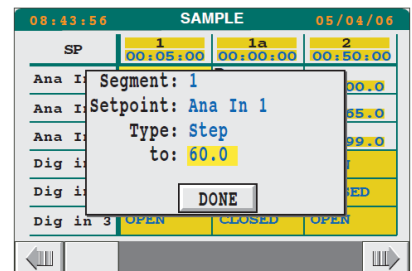 08:43:56 SAMPLE 05/04/06
SP 1 1a 2
00:05:00 00:00:00 00:50:00
Ana I
00.0
Ana I
65.0
Ana I
99.0
Dig i
Dig i SED
Dig in 3 OPEN CLOSED OPEN
Segment: 1
Setpoint: Ana In 1
Type: Step
to: 60.0
DONE